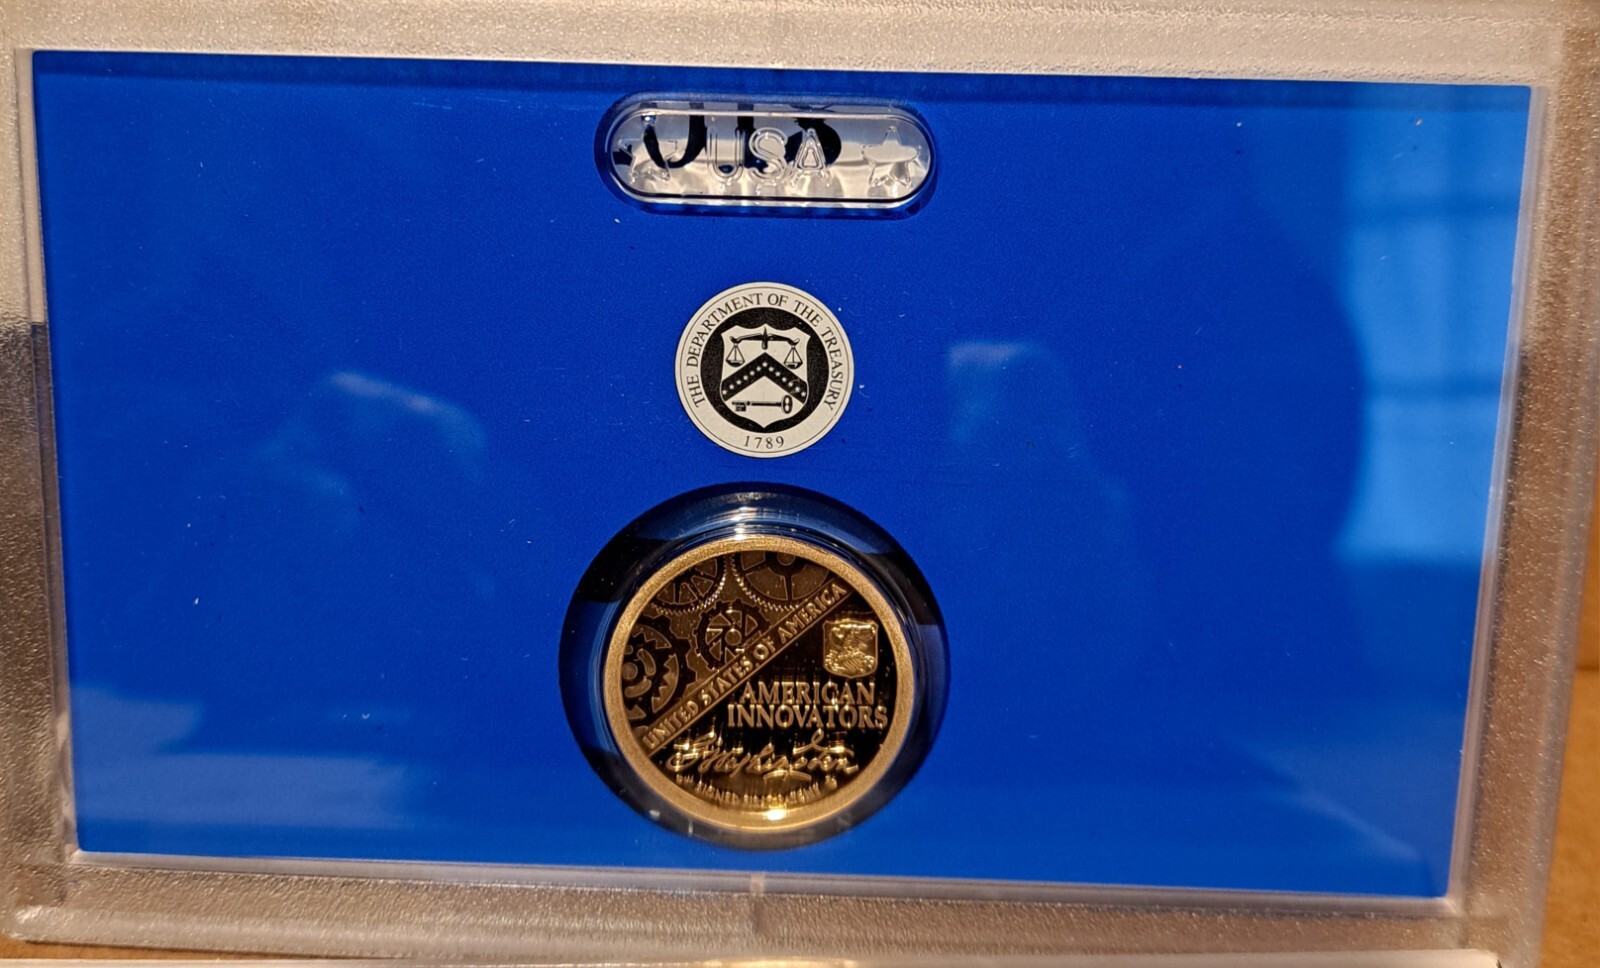 USA
THE DEPARTMENT OF THE TREASURY
1789
UNITED STATES OF AMERICA
AMERICAN
INNOVATORS